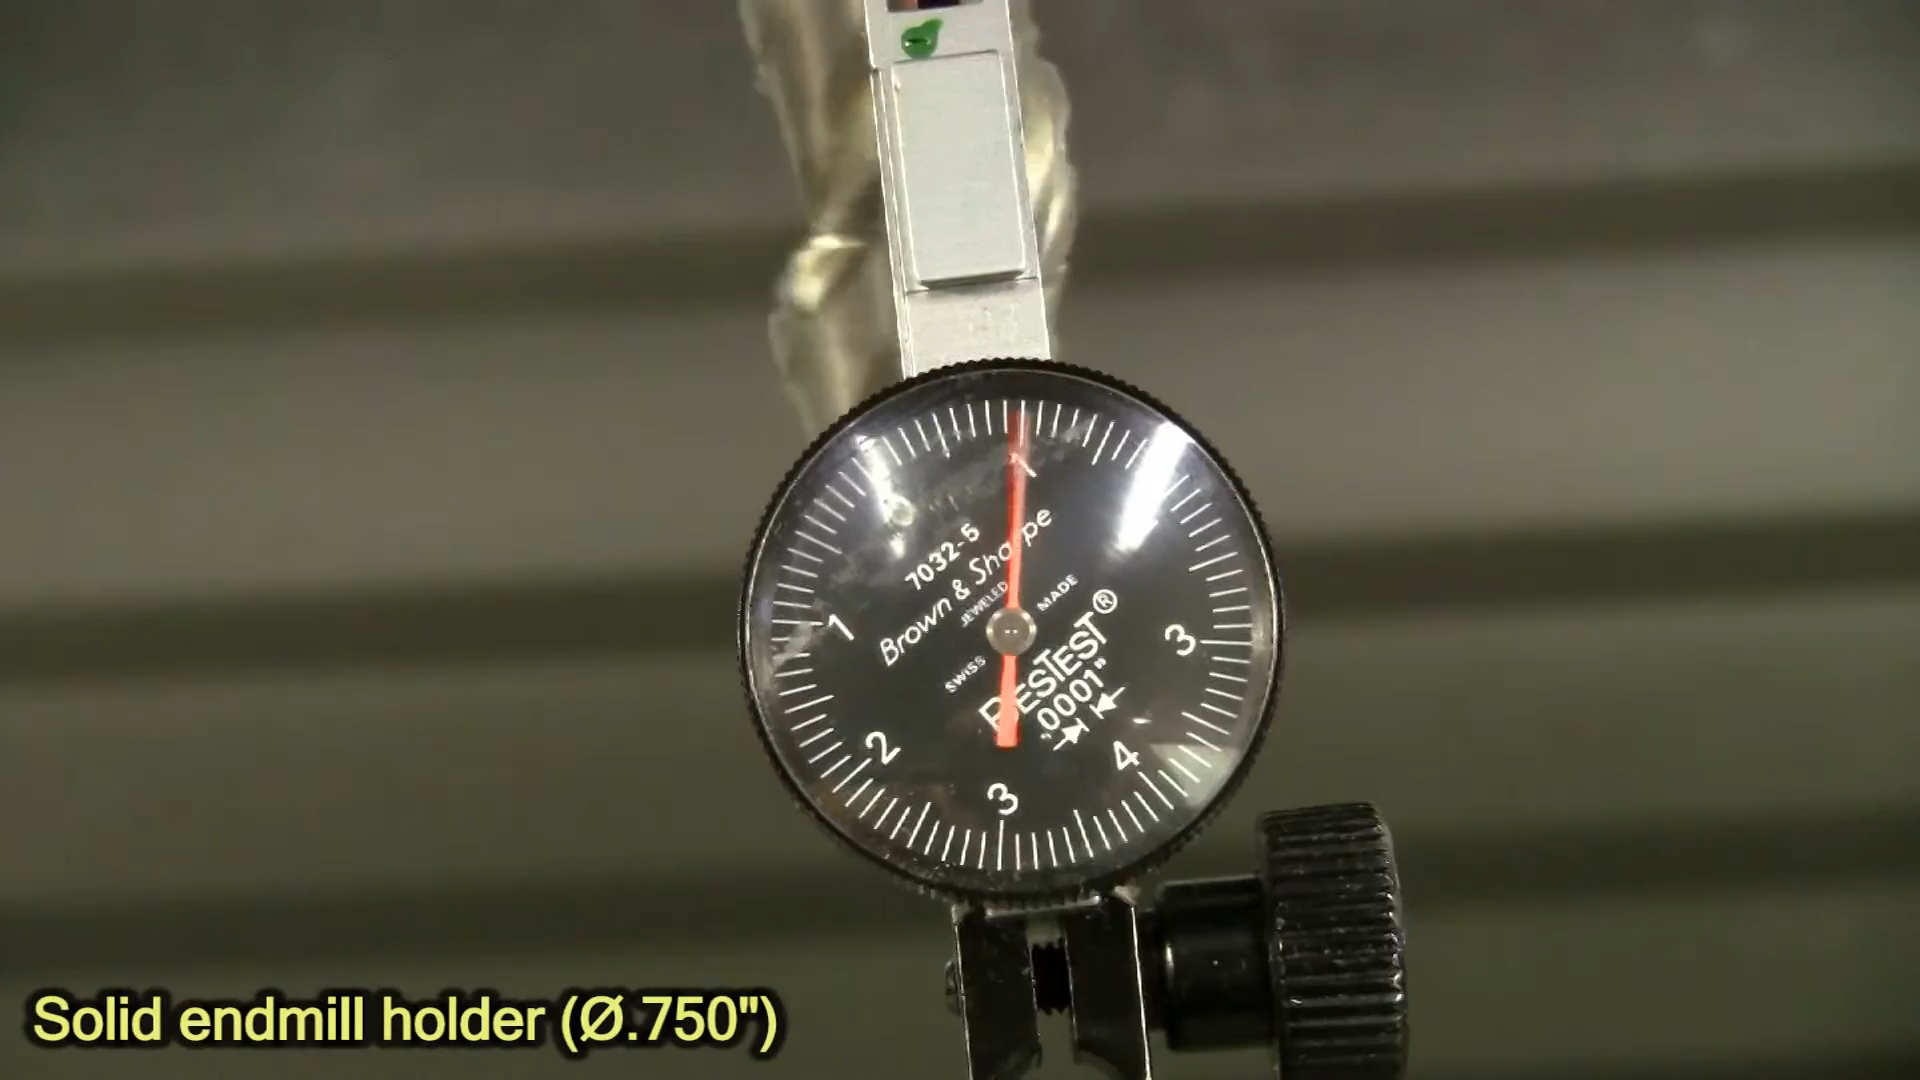 1
0
7032-5
Brown & Sharpe
JEWELED
SWISS
MADE
BESTEST®
.0001"
1
2
3
4
3
Solid endmill holder (Ø.750")